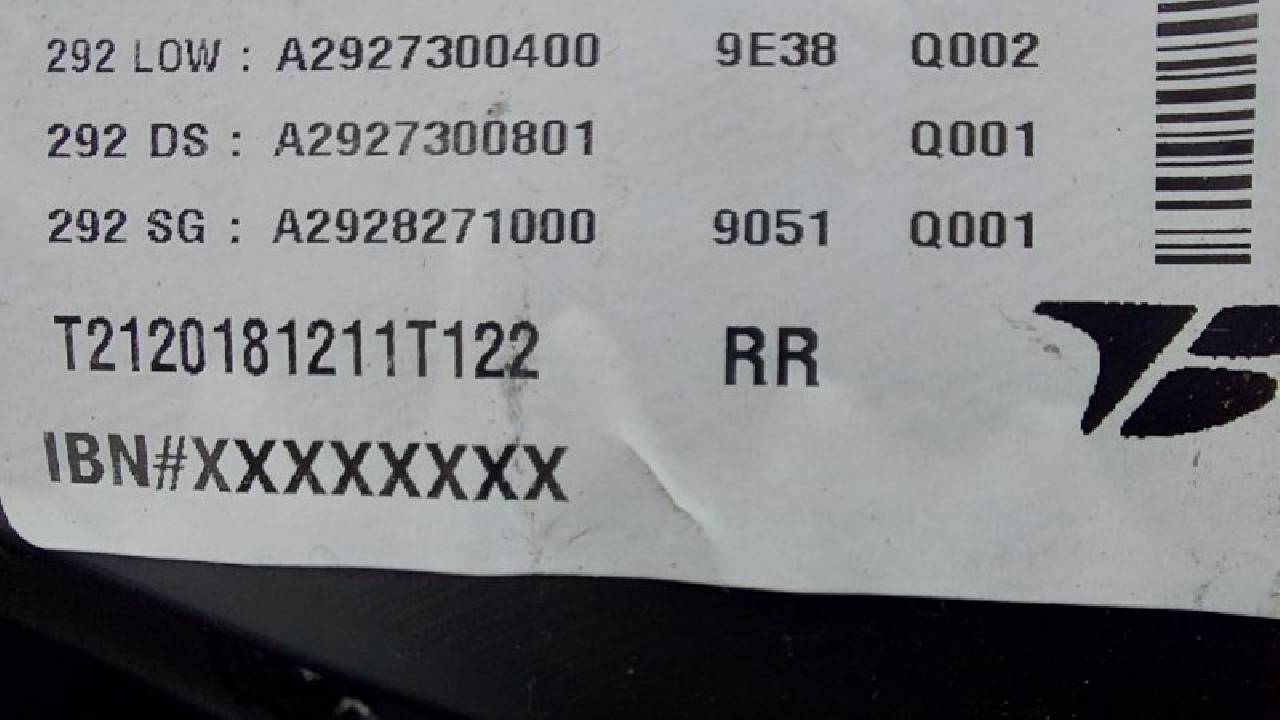 292 LOW : A2927300400 9E38 Q002
292 DS : A2927300801 Q001
292 SG : A2928271000 9051 Q001
T2120181211T122 RR
IBN#XXXXXXXX